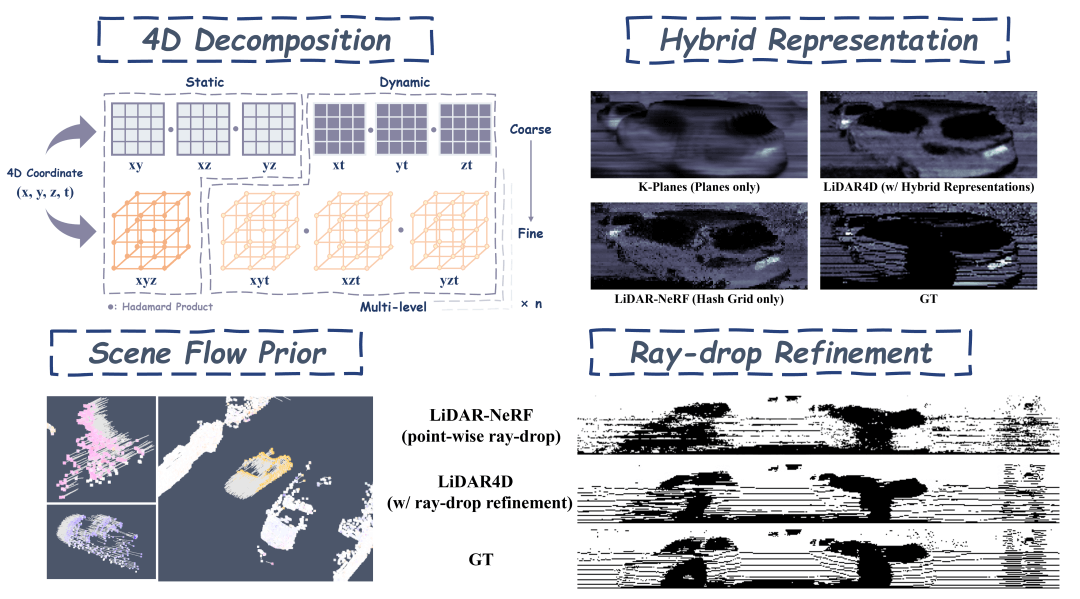 4D Decomposition
Static
Dynamic
xy
xz
yz
xt
yt
zt
Coarse
4D Coordinate
(x, y, z, t)
Fine
xyz
xyt
xzt
yzt
●: Hadamard Product
Multi-level
× n
Hybrid Representation
K-Planes (Planes only)
LiDAR4D (w/ Hybrid Representations)
LiDAR-NeRF (Hash Grid only)
GT
Scene Flow Prior
Ray-drop Refinement
LiDAR-NeRF
(point-wise ray-drop)
LiDAR4D
(w/ ray-drop refinement)
GT